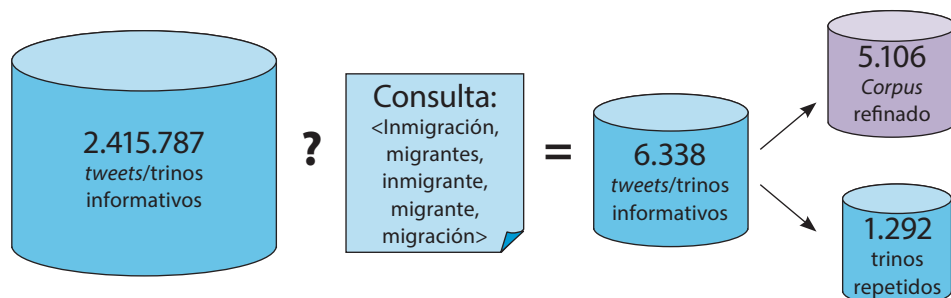 2.415.787
tweets/trinos
informativos
?
Consulta:
<Inmigración,
migrantes,
inmigrante,
migrante,
migración>
=
6.338
tweets/trinos
informativos
5.106
Corpus
refinado
1.292
trinos
repetidos